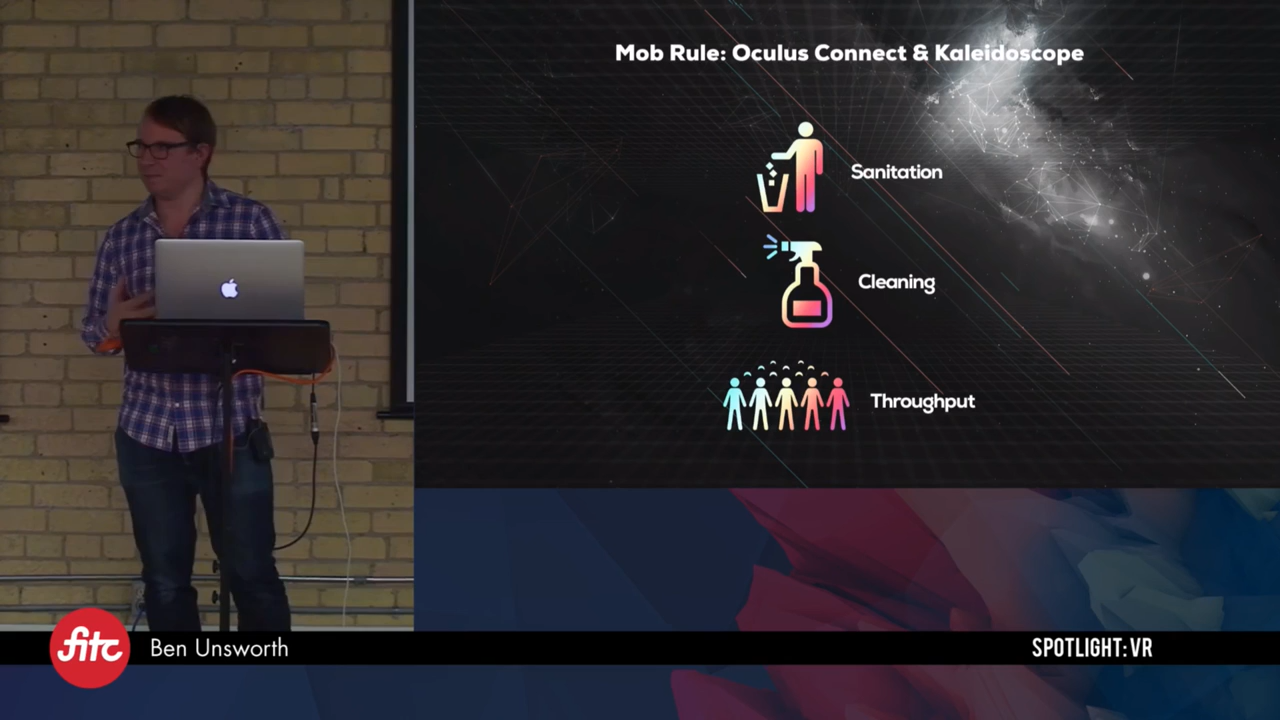 Mob Rule: Oculus Connect & Kaleidoscope
Sanitation
Cleaning
Throughput
fitc
Ben Unsworth
SPOTLIGHT: VR